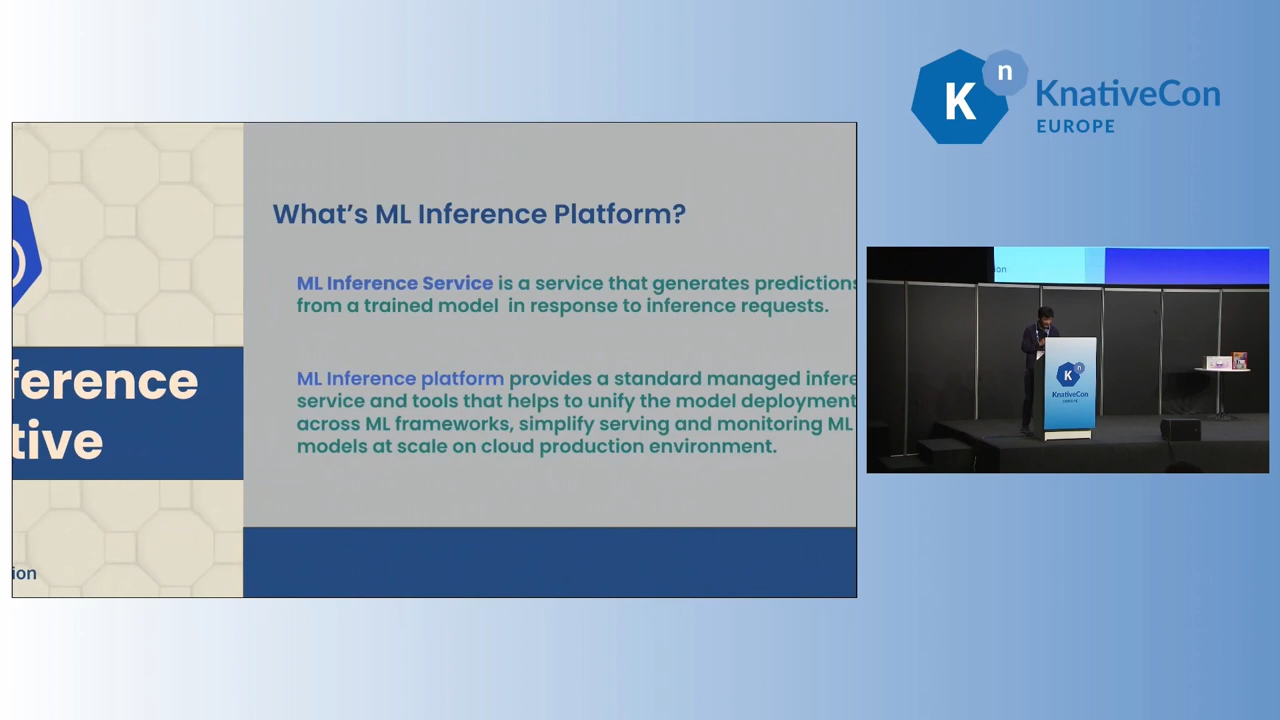 K
n
KnativeCon
EUROPE
ference
tive
ion
What's ML Inference Platform?
ML Inference Service is a service that generates predictions
from a trained model in response to inference requests.
ML Inference platform provides a standard managed infere
service and tools that helps to unify the model deployment
across ML frameworks, simplify serving and monitoring ML
models at scale on cloud production environment.
ion
K
n
KnativeCon
EUROPE